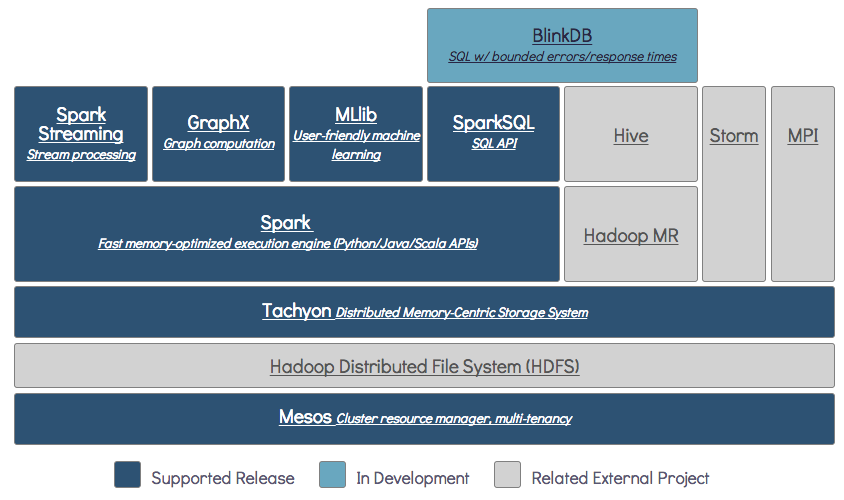 BlinkDB
SQL w/ bounded errors/response times
Spark
Streaming
Stream processing
GraphX
Graph computation
MLlib
User-friendly machine
learning
SparkSQL
SQL API
Hive
Storm
MPI
Spark
Fast memory-optimized execution engine (Python/Java/Scala APIs)
Hadoop MR
Tachyon Distributed Memory-Centric Storage System
Hadoop Distributed File System (HDFS)
Mesos Cluster resource manager, multi-tenancy
Supported Release
In Development
Related External Project